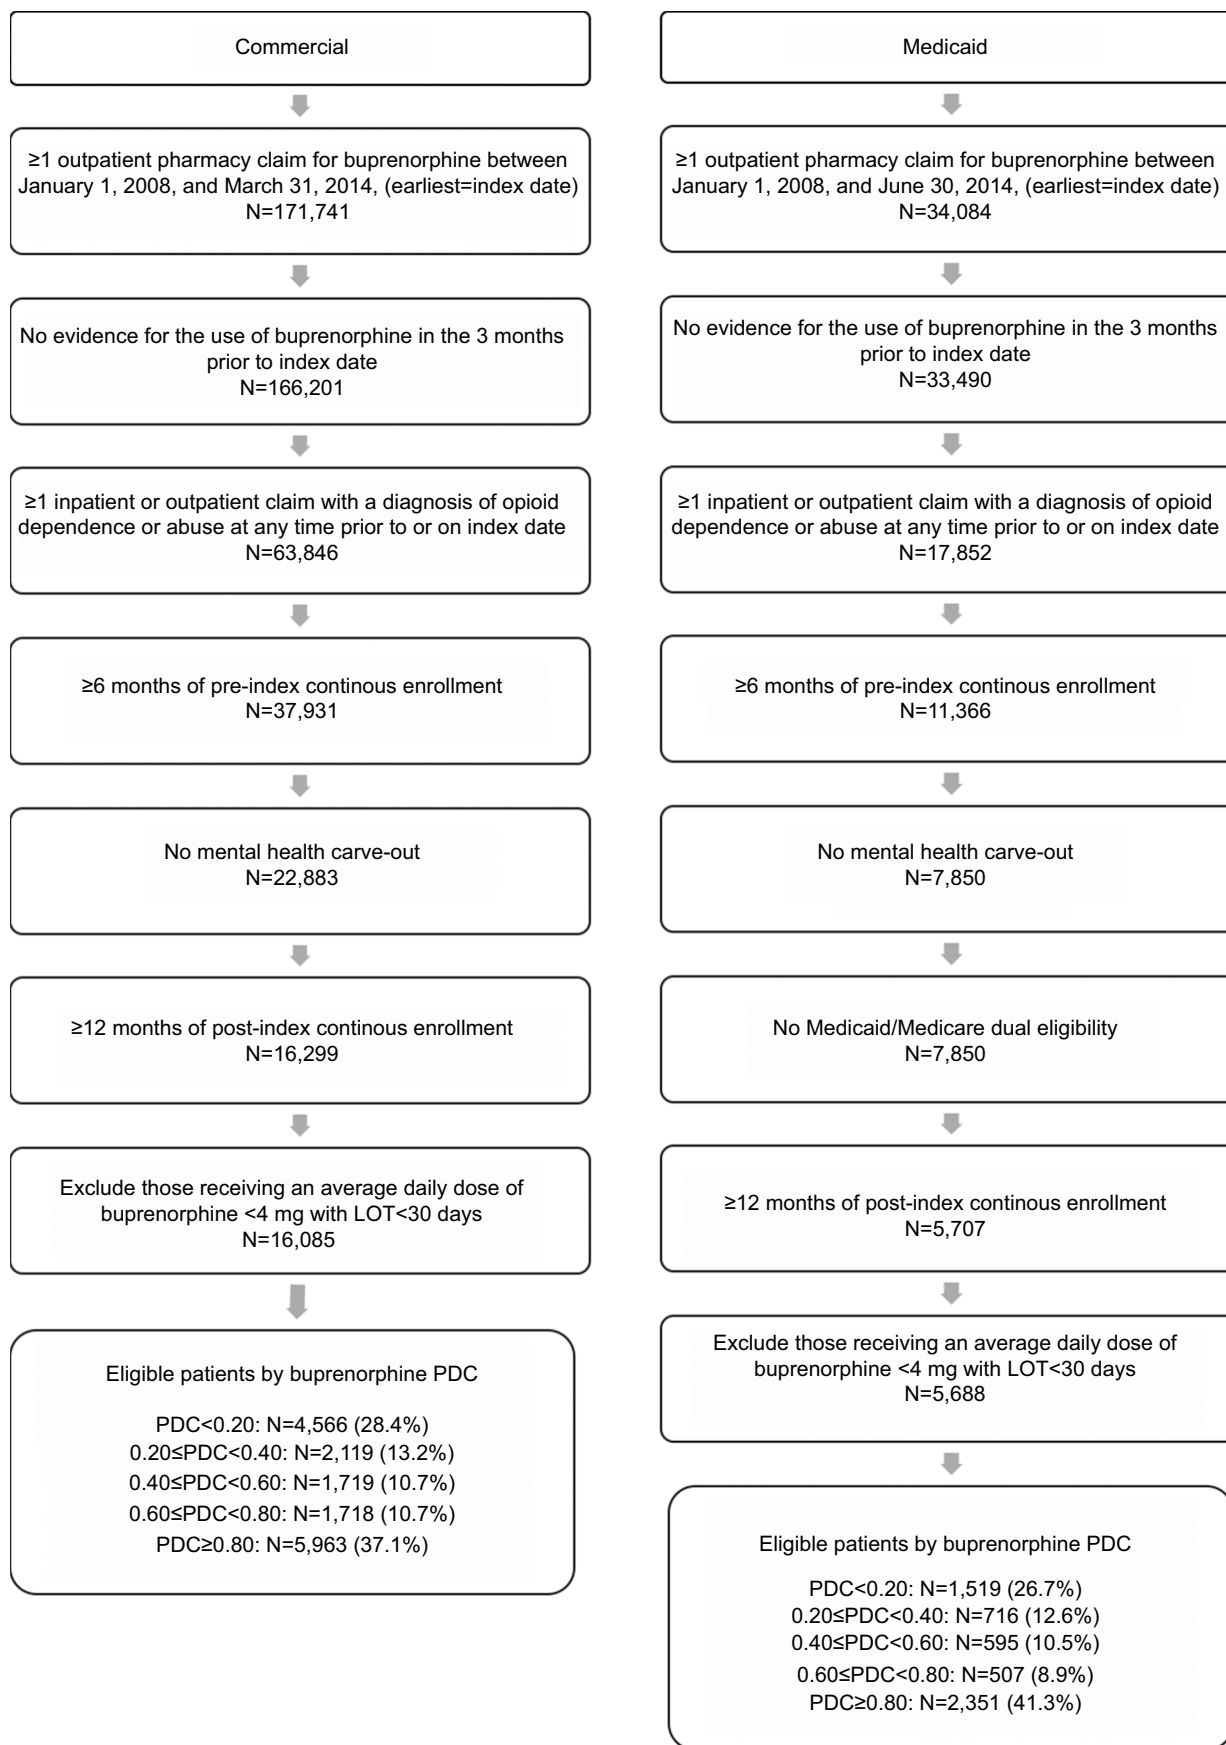 Commercial
≥1 outpatient pharmacy claim for buprenorphine between
January 1, 2008, and March 31, 2014, (earliest=index date)
N=171,741
No evidence for the use of buprenorphine in the 3 months
prior to index date
N=166,201
≥1 inpatient or outpatient claim with a diagnosis of opioid
dependence or abuse at any time prior to or on index date
N=63,846
≥6 months of pre-index continous enrollment
N=37,931
No mental health carve-out
N=22,883
≥12 months of post-index continous enrollment
N=16,299
Exclude those receiving an average daily dose of
buprenorphine <4 mg with LOT<30 days
N=16,085
Eligible patients by buprenorphine PDC
PDC<0.20: N=4,566 (28.4%)
0.20≤PDC<0.40: N=2,119 (13.2%)
0.40≤PDC<0.60: N=1,719 (10.7%)
0.60≤PDC<0.80: N=1,718 (10.7%)
PDC≥0.80: N=5,963 (37.1%)
Medicaid
≥1 outpatient pharmacy claim for buprenorphine between
January 1, 2008, and June 30, 2014, (earliest=index date)
N=34,084
No evidence for the use of buprenorphine in the 3 months
prior to index date
N=33,490
≥1 inpatient or outpatient claim with a diagnosis of opioid
dependence or abuse at any time prior to or on index date
N=17,852
≥6 months of pre-index continous enrollment
N=11,366
No mental health carve-out
N=7,850
No Medicaid/Medicare dual eligibility
N=7,850
≥12 months of post-index continous enrollment
N=5,707
Exclude those receiving an average daily dose of
buprenorphine <4 mg with LOT<30 days
N=5,688
Eligible patients by buprenorphine PDC
PDC<0.20: N=1,519 (26.7%)
0.20≤PDC<0.40: N=716 (12.6%)
0.40≤PDC<0.60: N=595 (10.5%)
0.60≤PDC<0.80: N=507 (8.9%)
PDC≥0.80: N=2,351 (41.3%)